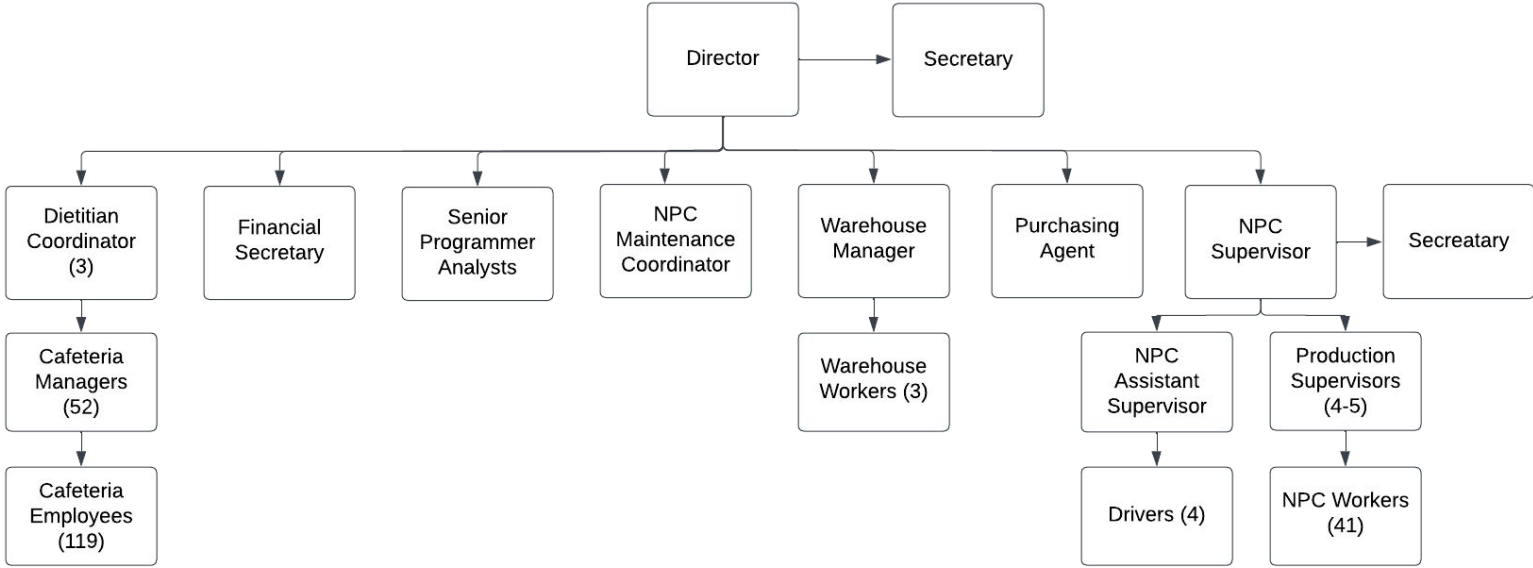 Director
Secretary
Dietitian
Coordinator
(3)
Financial
Secretary
Senior
Programmer
Analysts
NPC
Maintenance
Coordinator
Warehouse
Manager
Purchasing
Agent
NPC
Supervisor
Secreatary
Cafeteria
Managers
(52)
Warehouse
Workers (3)
NPC
Assistant
Supervisor
Production
Supervisors
(4-5)
Cafeteria
Employees
(119)
Drivers (4)
NPC Workers
(41)